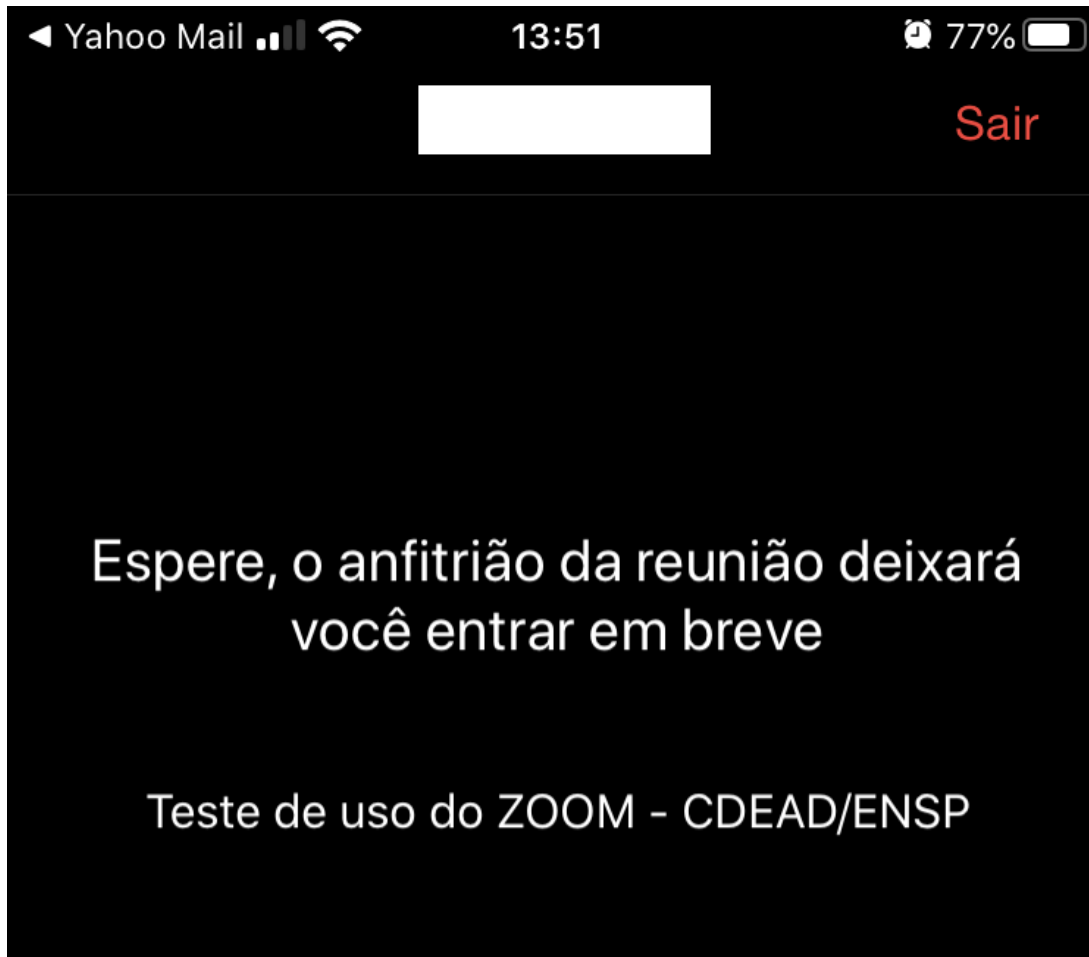 ◀ Yahoo Mail 13:51 77%
Sair
Espere, o anfitrião da reunião deixará
você entrar em breve
Teste de uso do ZOOM - CDEAD/ENSP